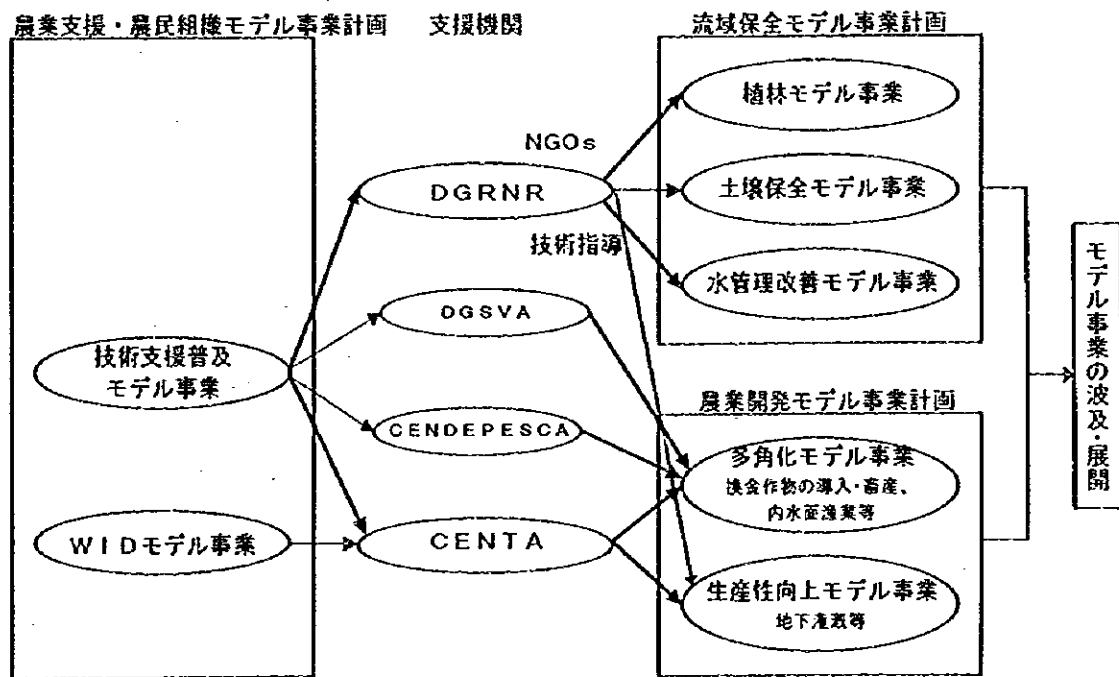 農業支援・農民組織モデル事業計画
支援機関
流域保全モデル事業計画
植林モデル事業
NGOs
DGRNR
土壌保全モデル事業
技術指導
水管理改善モデル事業
DGSVA
技術支援普及
モデル事業
農業開発モデル事業計画
CENDEPESCA
多角化モデル事業
換金作物の導入・畜産、
内水面漁業等
WIDモデル事業
CENTA
生産性向上モデル事業
地下灌漑等
モデル事業の波及・展開